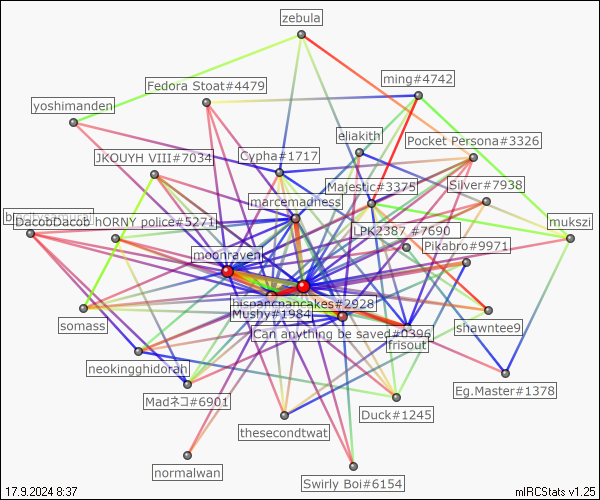 zebula
ming#4742
Fedora Stoat#4479
yoshimanden
eliakith
Pocket Persona#3326
Cypha#1717
JKOUYH VIII#7034
Majestic#3375
Silver#7938
marcemadness
DacobDacob
hORNY police#5271
mukszi
LPK2387 #7690
Pikabro#9971
moonraven
#2928
Mushy#1984
somass
shawntee9
Can anything be saved#0396
frisout
neokingghidorah
Eg.Master#1378
Madネコ#6901
Duck#1245
thesecondtwat
normalwan
Swirly Boi#6154
17.9.2024 8:37
mIRCStats v1.25